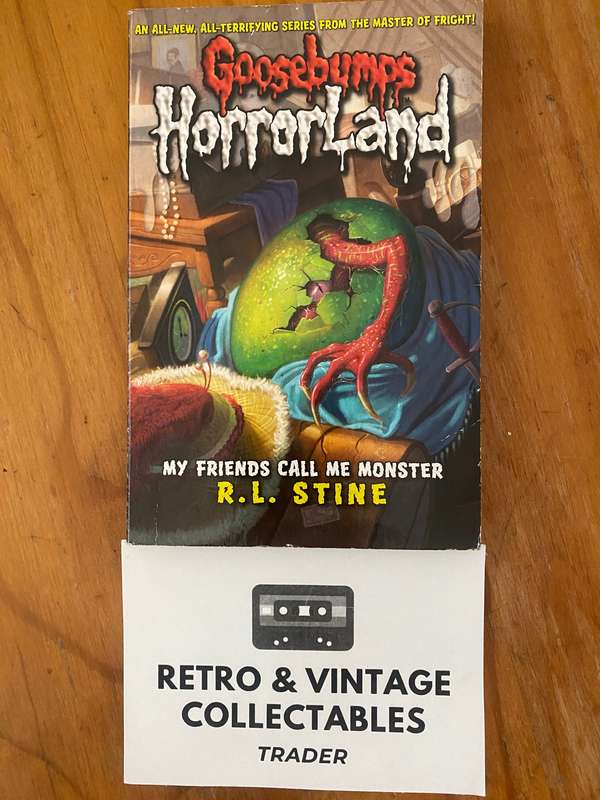 AN ALL-NEW, ALL-TERRIFYING SERIES FROM THE MASTER OF FRIGHT!
Goosebumps
HorrorLand
MY FRIENDS CALL ME MONSTER
R.L. STINE
RETRO & VINTAGE
COLLECTABLES
TRADER